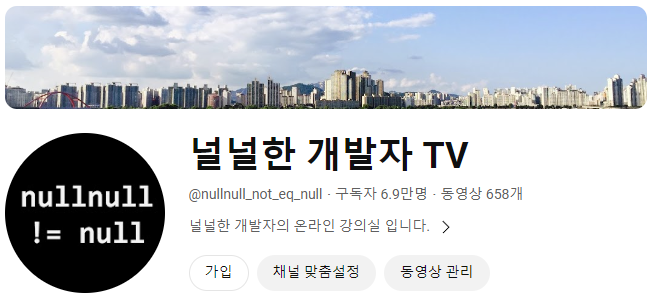 널널한 개발자 TV
nullnull
!= null
@nullnull_not_eq_null · 구독자 6.9만명 · 동영상 658개
널널한 개발자의 온라인 강의실 입니다.
가입 채널 맞춤설정 동영상 관리